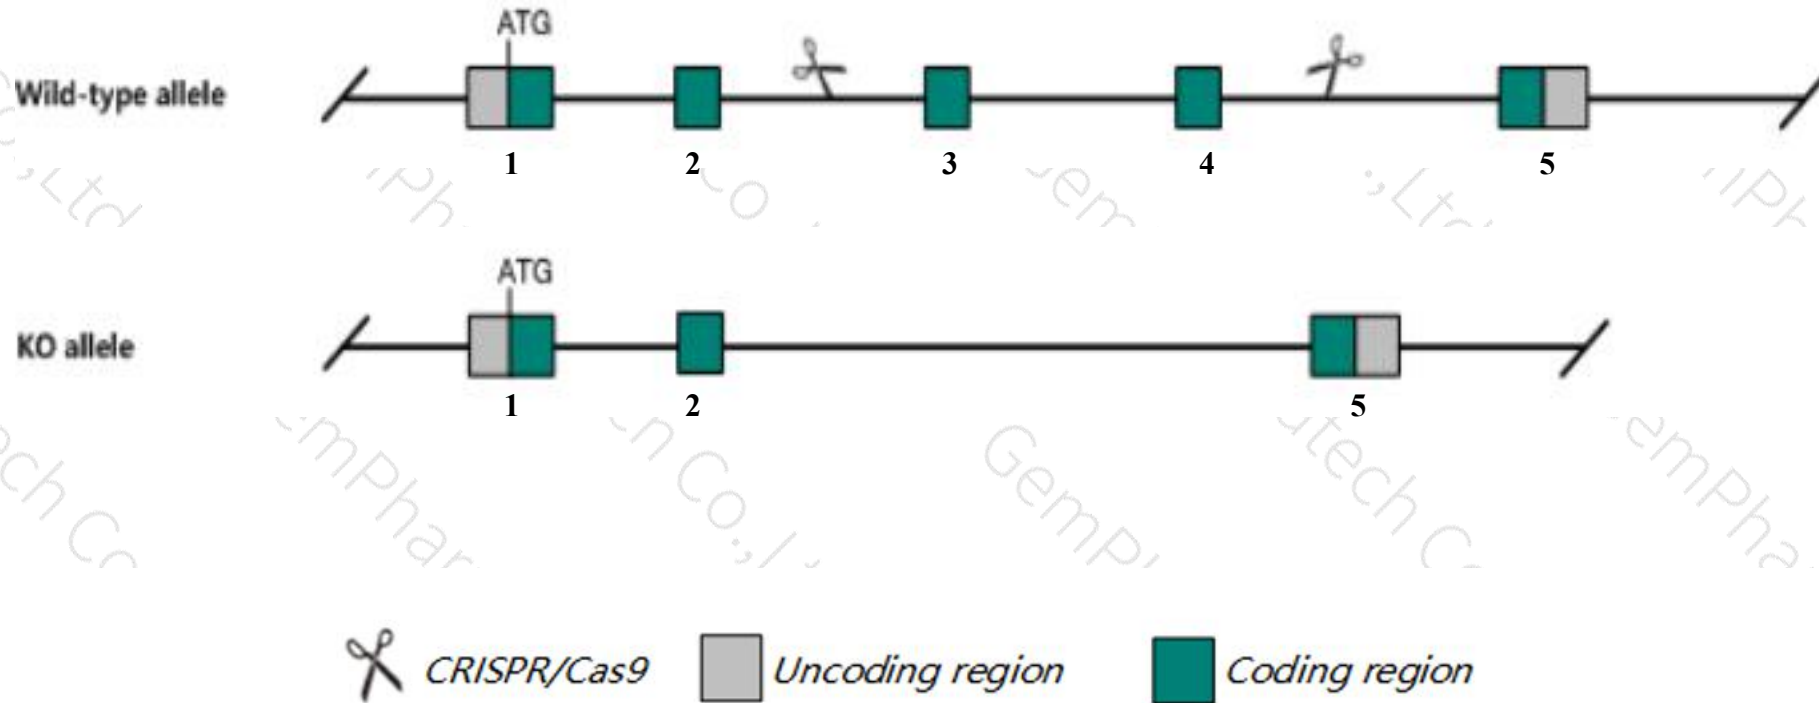 ATG
Wild-type allele
1 2 3 4 5
ATG
KO allele
1 2 5
CRISPR/Cas9 Uncoding region Coding region